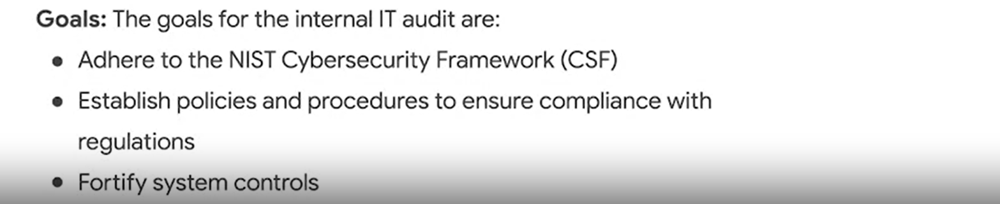 Goals: The goals for the internal IT audit are:
● Adhere to the NIST Cybersecurity Framework (CSF)
● Establish policies and procedures to ensure compliance with
regulations
● Fortify system controls